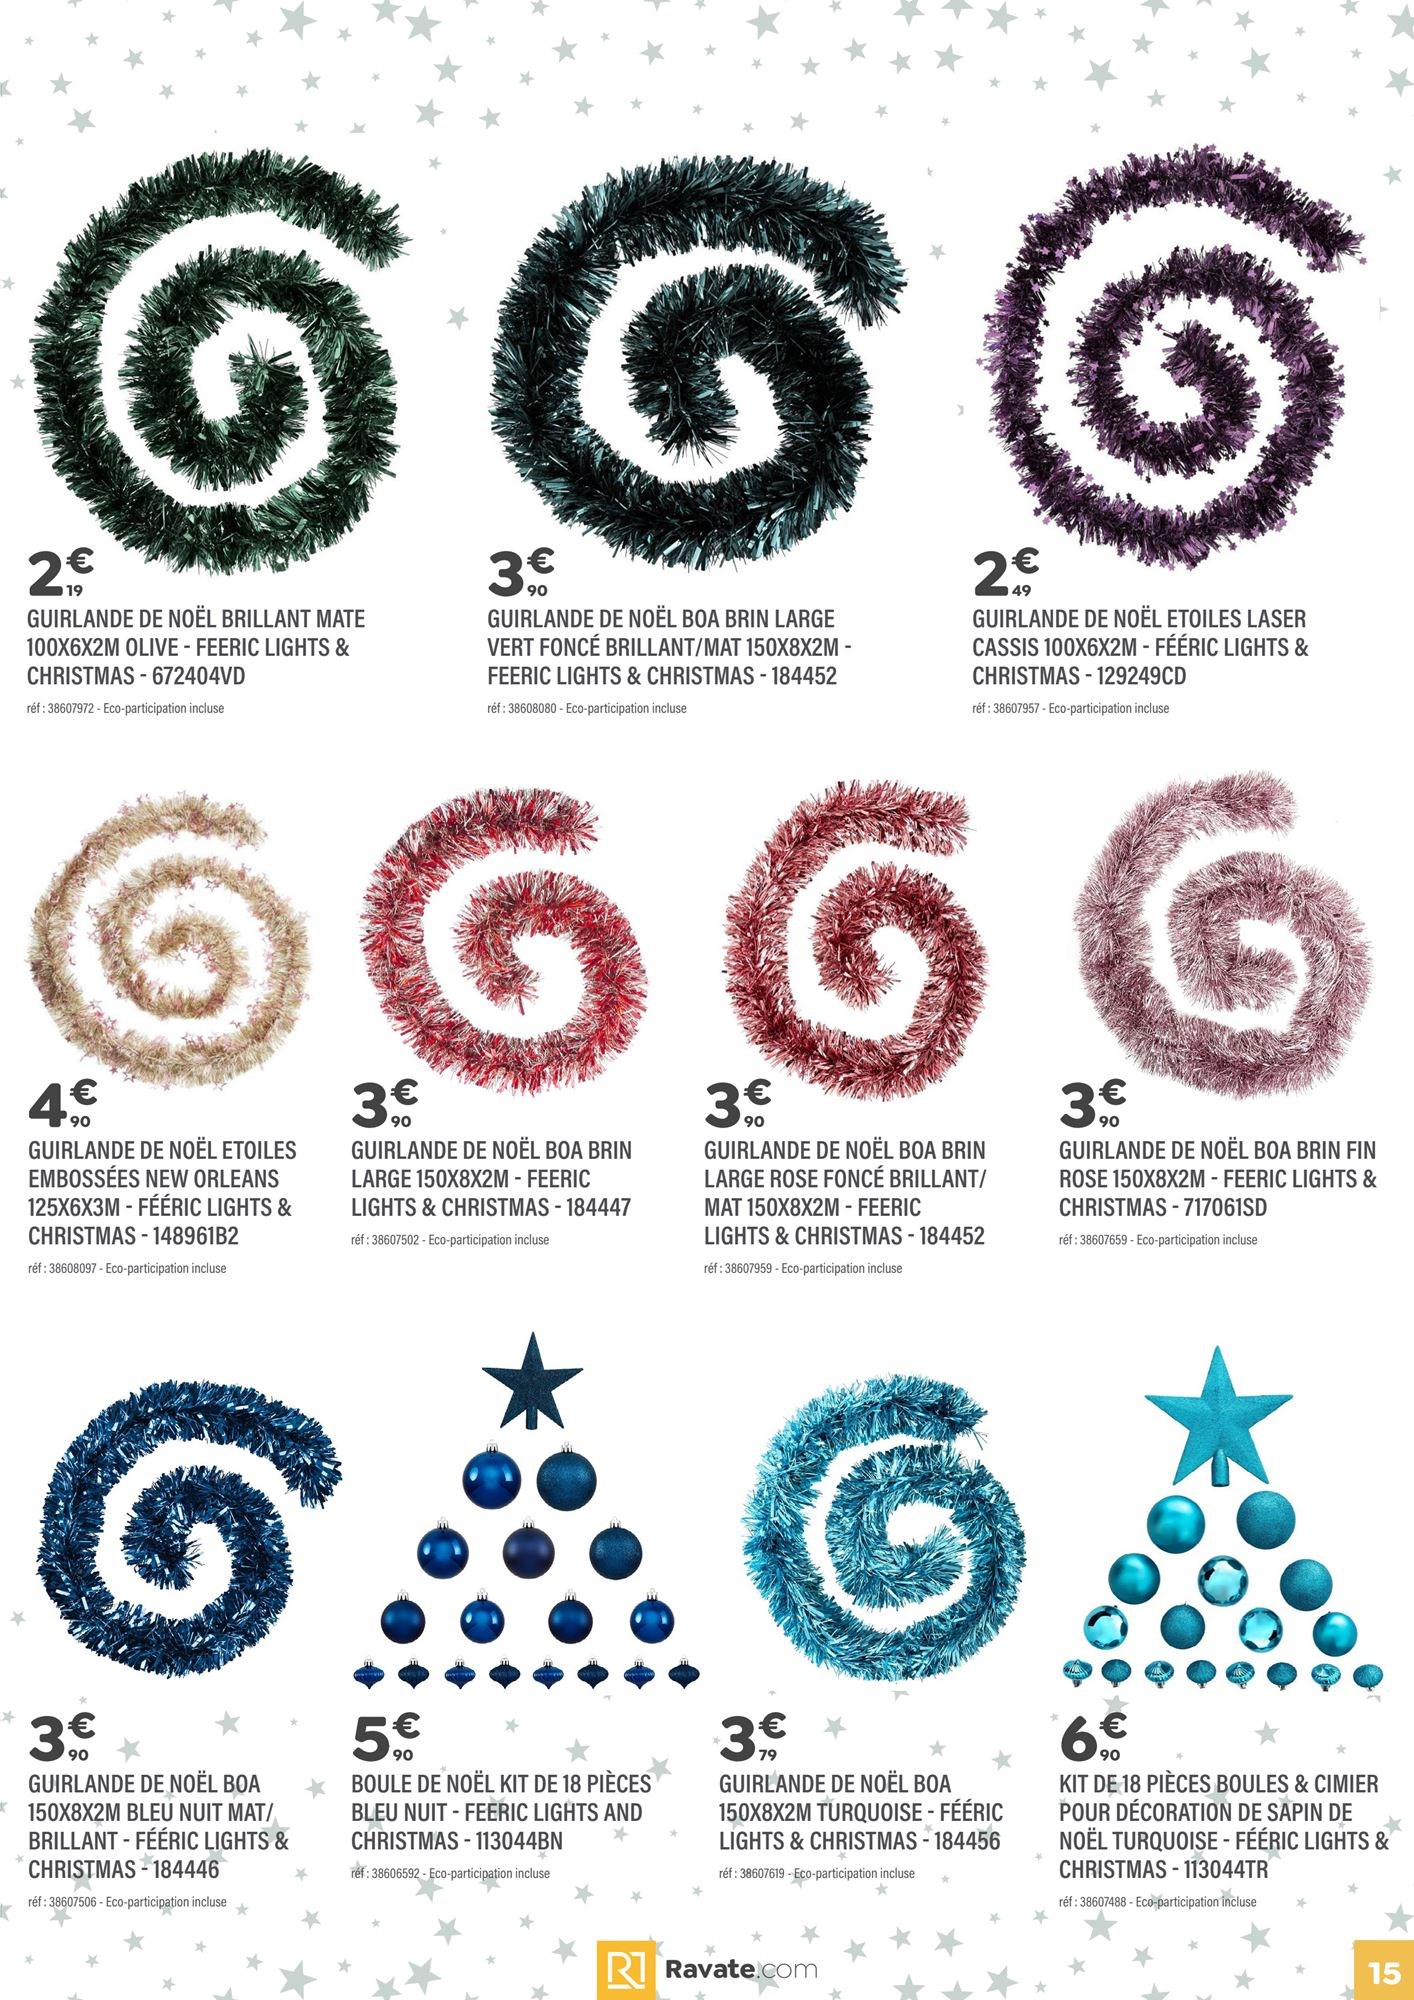 2€19
GUIRLANDE DE NOËL BRILLANT MATE
100X6X2M OLIVE - FEERIC LIGHTS &
CHRISTMAS - 672404VD
réf : 38607972 - Eco-participation incluse
3€90
GUIRLANDE DE NOËL BOA BRIN LARGE
VERT FONCÉ BRILLANT/MAT 150X8X2M -
FEERIC LIGHTS & CHRISTMAS - 184452
réf : 38608080 - Eco-participation incluse
2€49
GUIRLANDE DE NOËL ETOILES LASER
CASSIS 100X6X2M - FÉÉRIC LIGHTS &
CHRISTMAS - 129249CD
réf : 38607957 - Eco-participation incluse
4€90
GUIRLANDE DE NOËL ETOILES
EMBOSSÉES NEW ORLEANS
125X6X3M - FÉÉRIC LIGHTS &
CHRISTMAS - 148961B2
réf : 38608097 - Eco-participation incluse
3€90
GUIRLANDE DE NOËL BOA BRIN
LARGE 150X8X2M - FEERIC
LIGHTS & CHRISTMAS - 184447
réf : 38607502 - Eco-participation incluse
3€90
GUIRLANDE DE NOËL BOA BRIN
LARGE ROSE FONCÉ BRILLANT/
MAT 150X8X2M - FEERIC
LIGHTS & CHRISTMAS - 184452
réf : 38607959 - Eco-participation incluse
3€90
GUIRLANDE DE NOËL BOA BRIN FIN
ROSE 150X8X2M - FEERIC LIGHTS &
CHRISTMAS - 717061SD
réf : 38607659 - Eco-participation incluse
3€90
GUIRLANDE DE NOËL BOA
150X8X2M BLEU NUIT MAT/
BRILLANT - FÉÉRIC LIGHTS &
CHRISTMAS - 184446
réf : 38607506 - Eco-participation incluse
5€90
BOULE DE NOËL KIT DE 18 PIÈCES
BLEU NUIT - FEERIC LIGHTS AND
CHRISTMAS - 113044BN
réf : 38606592 - Eco-participation incluse
3€79
GUIRLANDE DE NOËL BOA
150X8X2M TURQUOISE - FÉÉRIC
LIGHTS & CHRISTMAS - 184456
réf : 38607619 - Eco-participation incluse
6€90
KIT DE 18 PIÈCES BOULES & CIMIER
POUR DÉCORATION DE SAPIN DE
NOËL TURQUOISE - FÉÉRIC LIGHTS &
CHRISTMAS - 113044TR
réf : 38607488 - Eco-participation incluse
Ravate.com
15